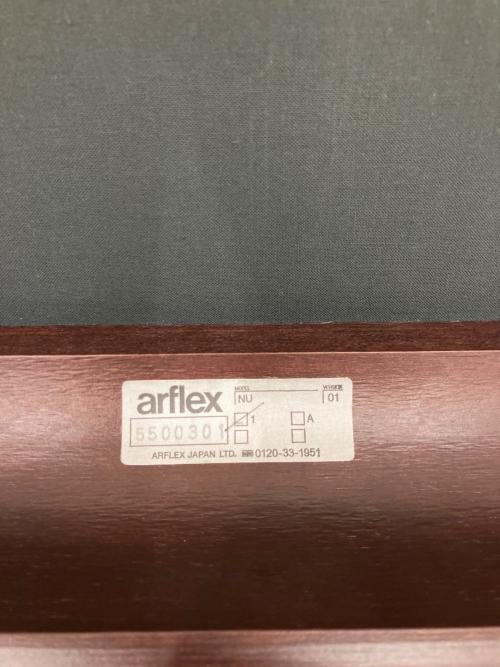 arflex
MODEL
NU
VERSION
01
5500301
1
A
ARFLEX JAPAN LTD. 0120-33-1951